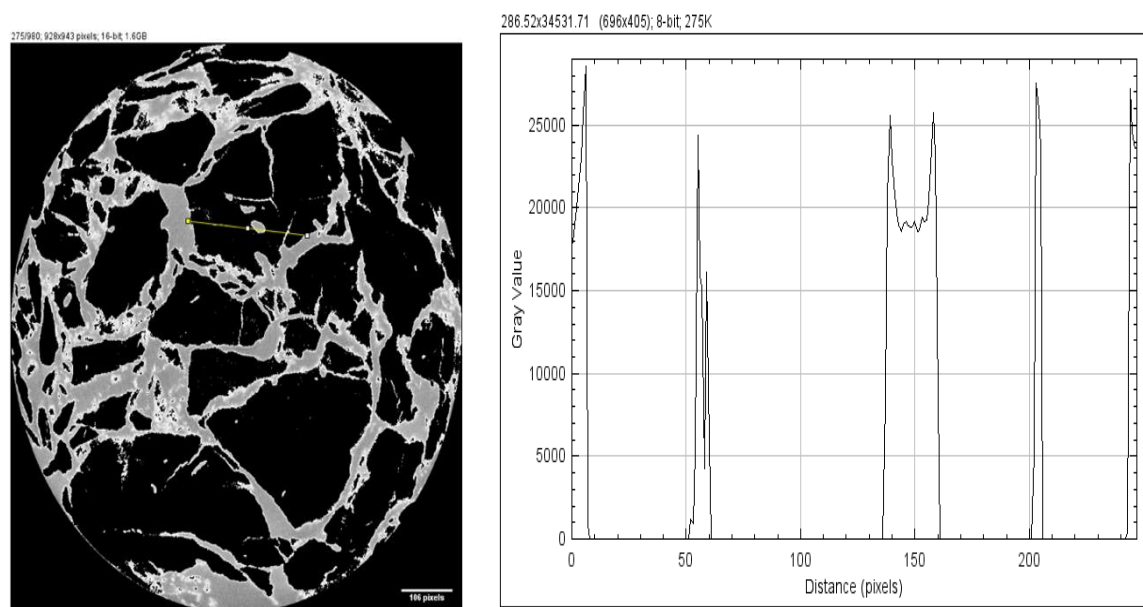 275/980; 928x943 pixels; 16-bit; 1.6GB
106 pixels
286.52x34531.71 (696x405); 8-bit; 275K
Gray Value
25000
20000
15000
10000
5000
0
0 50 100 150 200
Distance (pixels)